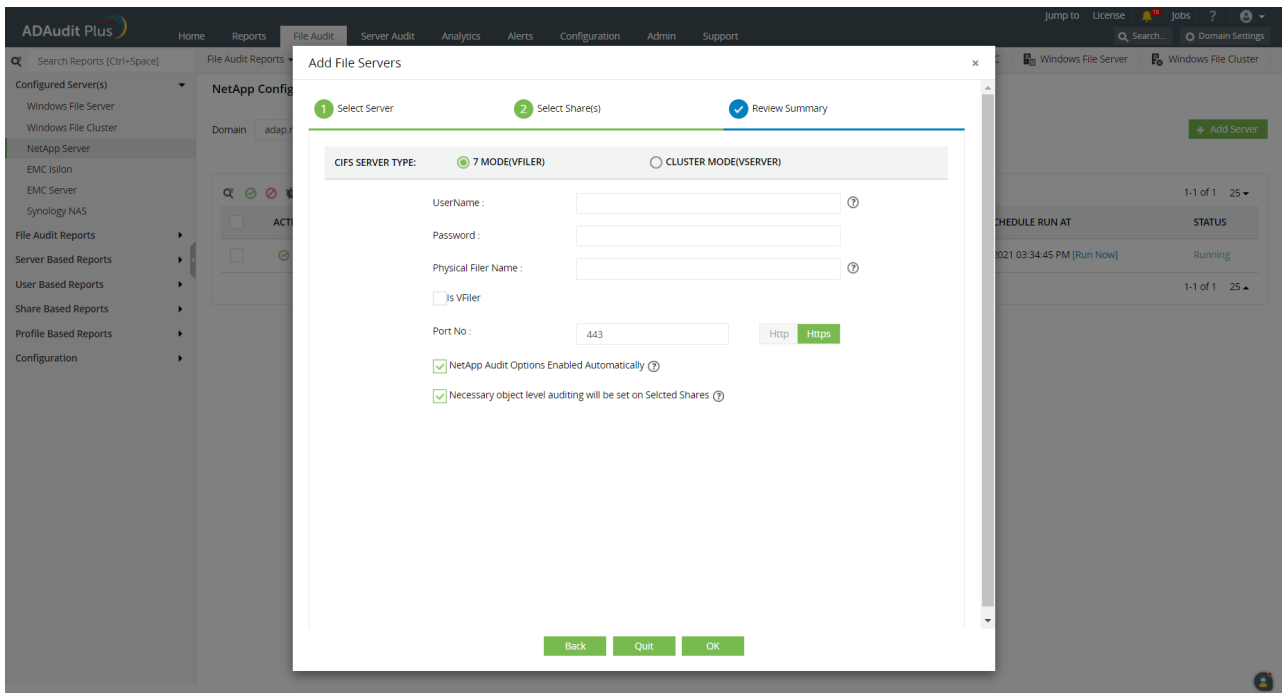 Jump to License 15 Jobs ?
ADAudit Plus
Home Reports File Audit Server Audit Analytics Alerts Configuration Admin Support
Search... Domain Settings
Search Reports [Ctrl+Space]
File Audit Reports
Windows File Server Windows File Cluster
Configured Server(s)
Windows File Server
Windows File Cluster
NetApp Server
EMC Isilon
EMC Server
Synology NAS
File Audit Reports
Server Based Reports
User Based Reports
Share Based Reports
Profile Based Reports
Configuration
NetApp Config
Domain adap.
+ Add Server
1-1 of 1 25
ACTI
CHEDULE RUN AT STATUS
2021 03:34:45 PM [Run Now] Running
1-1 of 1 25
Add File Servers ×
1 Select Server 2 Select Share(s) Review Summary
CIFS SERVER TYPE: 7 MODE(VFILER) CLUSTER MODE(VSERVER)
UserName : ?
Password :
Physical Filer Name : ?
Is VFiler
Port No : 443 Http Https
NetApp Audit Options Enabled Automatically ?
Necessary object level auditing will be set on Selcted Shares ?
Back Quit OK